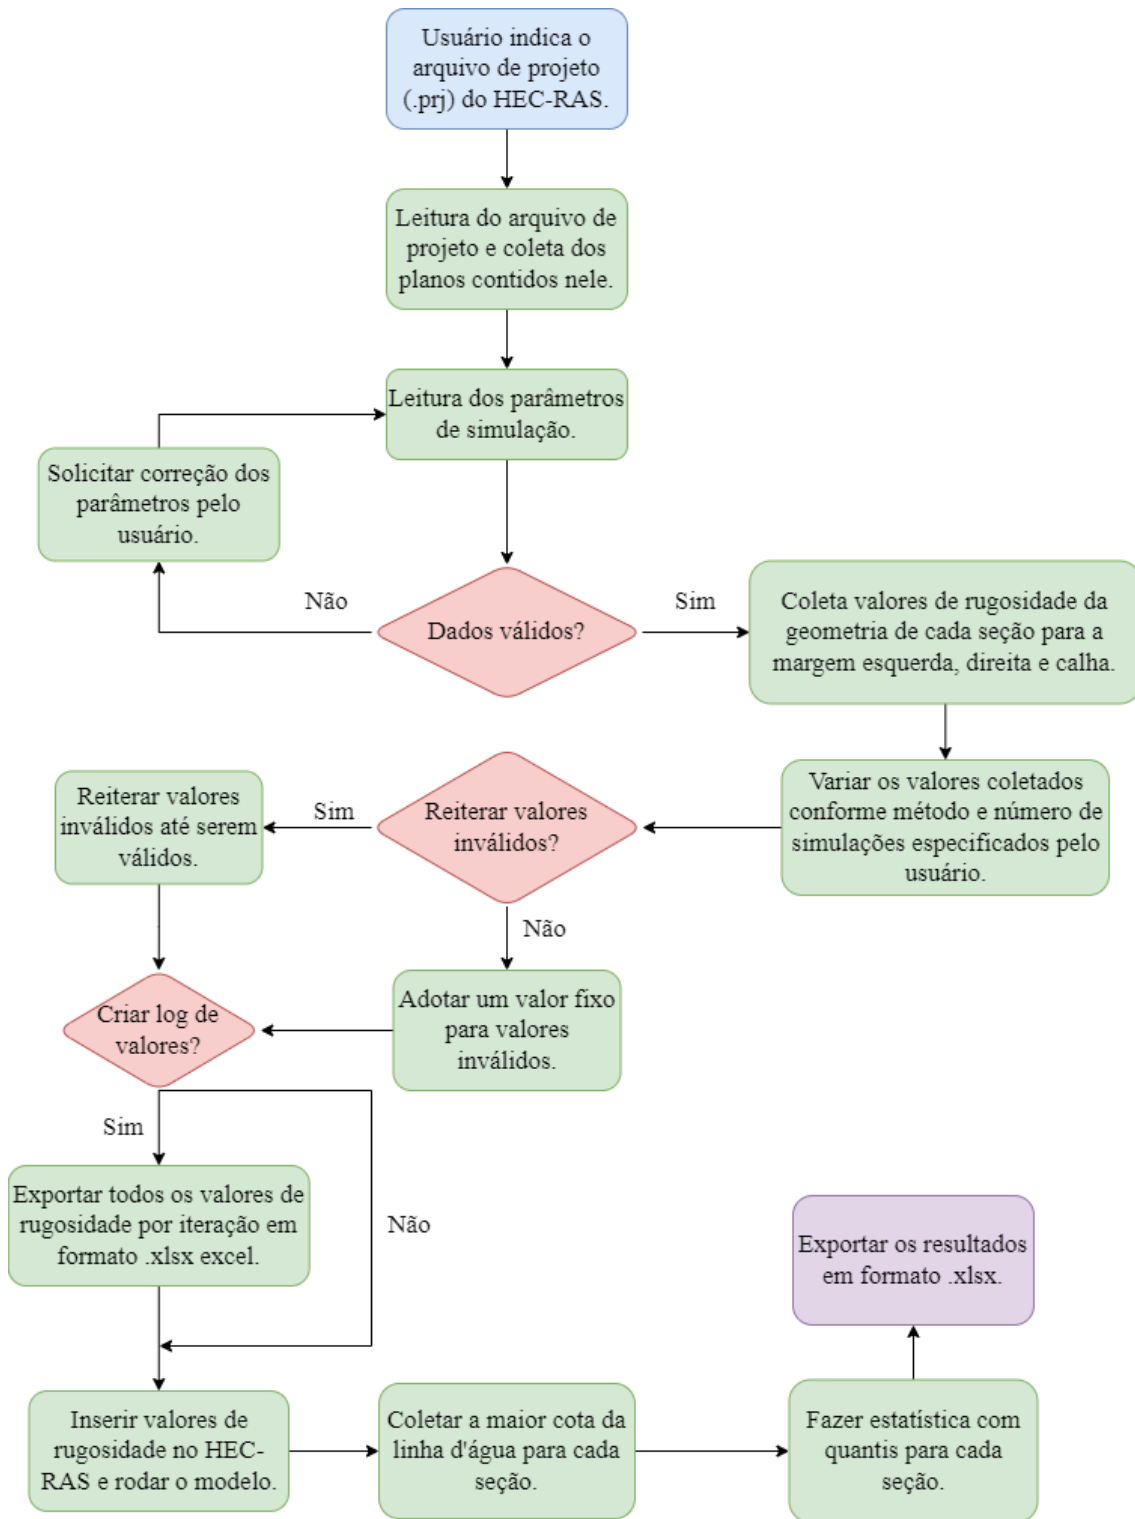 Usuário indica o
arquivo de projeto
(.prj) do HEC-RAS.
Leitura do arquivo de
projeto e coleta dos
planos contidos nele.
Leitura dos parâmetros
de simulação.
Solicitar correção dos
parâmetros pelo
usuário.
Não
Dados válidos?
Sim
Coleta valores de rugosidade da
geometria de cada seção para a
margem esquerda, direita e calha.
Variar os valores coletados
conforme método e número de
simulações especificados pelo
usuário.
Reiterar valores
inválidos?
Sim
Reiterar valores
inválidos até serem
válidos.
Não
Adotar um valor fixo
para valores
inválidos.
Criar log de
valores?
Sim
Exportar todos os valores de
rugosidade por iteração em
formato .xlsx excel.
Não
Inserir valores de
rugosidade no HEC-
RAS e rodar o modelo.
Coletar a maior cota da
linha d'água para cada
seção.
Fazer estatística com
quantis para cada
seção.
Exportar os resultados
em formato .xlsx.